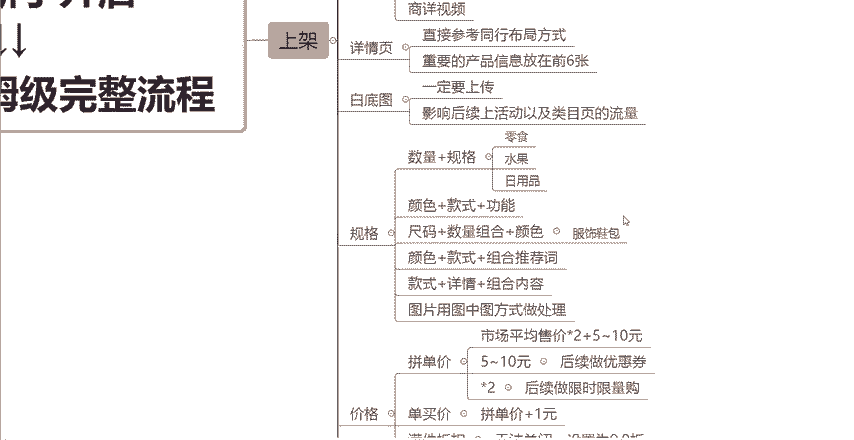 商详视频
上架
详情页
直接参考同行布局方式
重要的产品信息放在前6张
↓↓
姆级完整流程
白底图
一定要上传
影响后续上活动以及类目页的流量
规格
数量+规格
零食
水果
日用品
颜色+款式+功能
尺码+数量组合+颜色
服饰鞋包
颜色+款式+组合推荐词
款式+详情+组合内容
图片用图中图方式做处理
价格
拼单价
市场平均售价*2+5~10元
5~10元
后续做优惠券
*2
后续做限时限量购
单买价
拼单价+1元